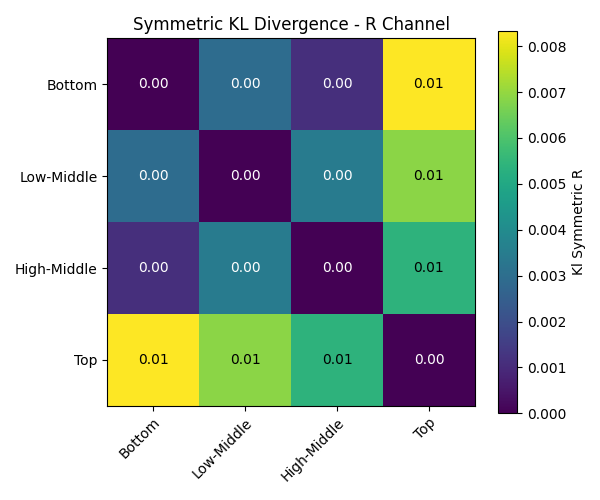 Symmetric KL Divergence - R Channel
Bottom
0.00
0.00
0.00
0.01
Low-Middle
0.00
0.00
0.00
0.01
High-Middle
0.00
0.00
0.00
0.01
Top
0.01
0.01
0.01
0.00
Bottom
Low-Middle
High-Middle
Top
0.008
0.007
0.006
0.005
0.004
0.003
0.002
0.001
0.000
Kl Symmetric R